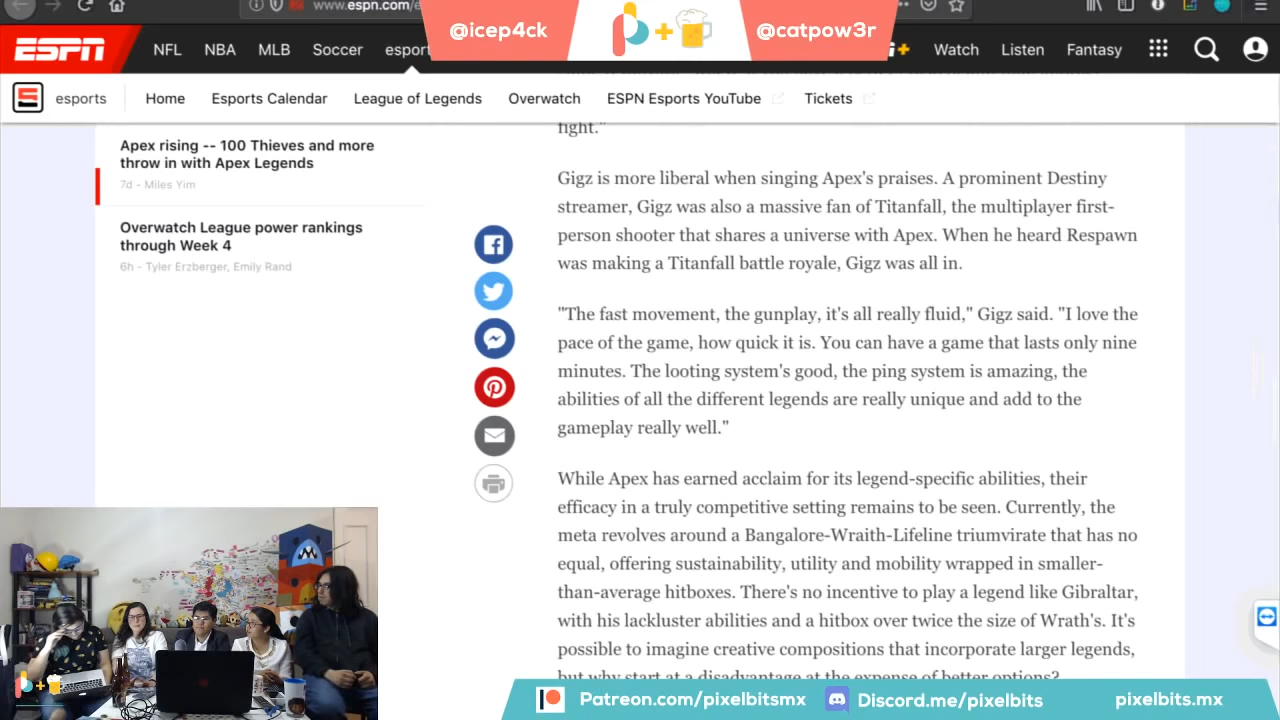 www.espn.com/e
@icep4ck
@catpow3r
ESPN
NFL
NBA
MLB
Soccer
esport
+
Watch
Listen
Fantasy
esports
Home
Esports Calendar
League of Legends
Overwatch
ESPN Esports YouTube
Tickets
Apex rising -- 100 Thieves and more
throw in with Apex Legends
7d - Miles Yim
Overwatch League power rankings
through Week 4
6h - Tyler Erzberger, Emily Rand
fight."
Gigz is more liberal when singing Apex's praises. A prominent Destiny
streamer, Gigz was also a massive fan of Titanfall, the multiplayer first-
person shooter that shares a universe with Apex. When he heard Respawn
was making a Titanfall battle royale, Gigz was all in.
"The fast movement, the gunplay, it's all really fluid," Gigz said. "I love the
pace of the game, how quick it is. You can have a game that lasts only nine
minutes. The looting system's good, the ping system is amazing, the
abilities of all the different legends are really unique and add to the
gameplay really well."
While Apex has earned acclaim for its legend-specific abilities, their
efficacy in a truly competitive setting remains to be seen. Currently, the
meta revolves around a Bangalore-Wraith-Lifeline triumvirate that has no
equal, offering sustainability, utility and mobility wrapped in smaller-
than-average hitboxes. There's no incentive to play a legend like Gibraltar,
with his lackluster abilities and a hitbox over twice the size of Wrath's. It's
possible to imagine creative compositions that incorporate larger legends,
but why start at a disadvantage at the expense of better options?
Patreon.com/pixelbitsmx
Discord.me/pixelbits
pixelbits.mx